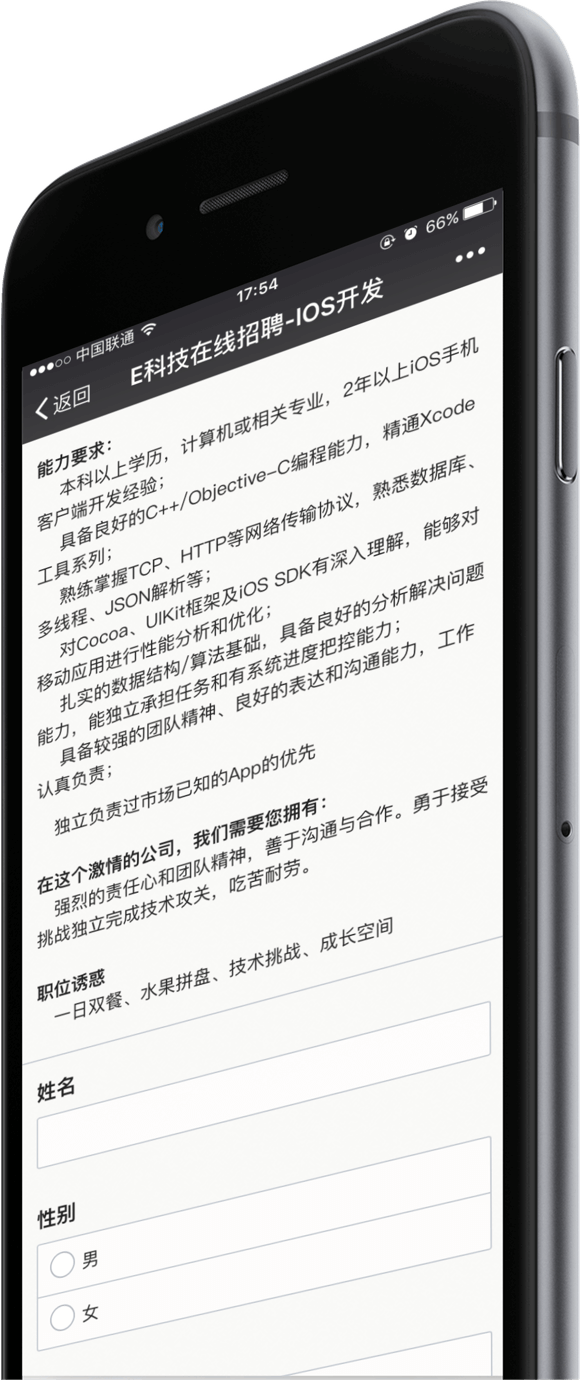 ●●●○○ 中国联通 17:54 66%
返回 E科技在线招聘-IOS开发 •••
能力要求：
本科以上学历，计算机或相关专业，2年以上iOS手机
客户端开发经验；
具备良好的C++/Objective-C编程能力，精通Xcode
工具系列；
熟练掌握TCP、HTTP等网络传输协议，熟悉数据库、
多线程、JSON解析等；
对Cocoa、UIKit框架及iOS SDK有深入理解，能够对
移动应用进行性能分析和优化；
扎实的数据结构/算法基础，具备良好的分析解决问题
能力，能独立承担任务和有系统进度把控能力；
具备较强的团队精神、良好的表达和沟通能力，工作
认真负责；
独立负责过市场已知的App的优先
在这个激情的公司，我们需要您拥有：
强烈的责任心和团队精神，善于沟通与合作。勇于接受
挑战独立完成技术攻关，吃苦耐劳。
职位诱惑
一日双餐、水果拼盘、技术挑战、成长空间
姓名
性别
男
女